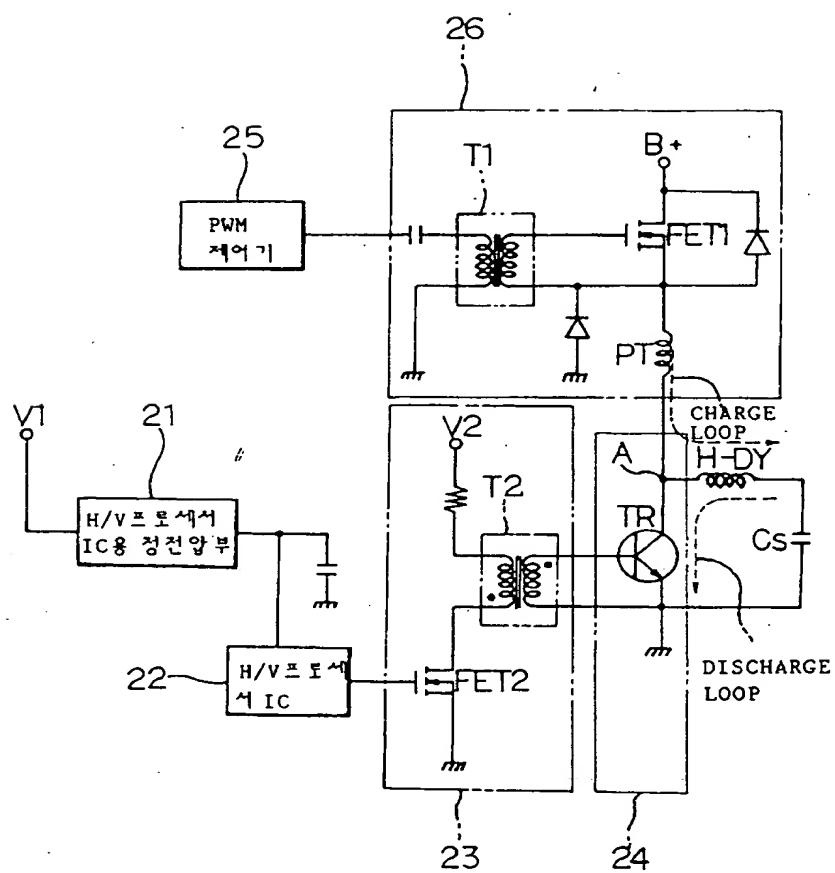 26
25
T1
B+
PWM
제어기
FET1
PT
V1
21
V2
CHARGE
LOOP
A
H-DY
T2
TR
H/V프로세서
IC용 정전압부
Cs
22
H/V프로세
서 IC
FET2
DISCHARGE
LOOP
23
24